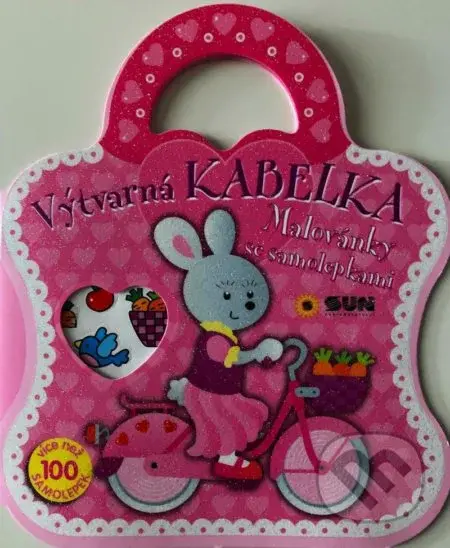 Výtvarná KABELKA
Malovánky
se samolepkami
SUN
více než
100
SAMOLEPEK